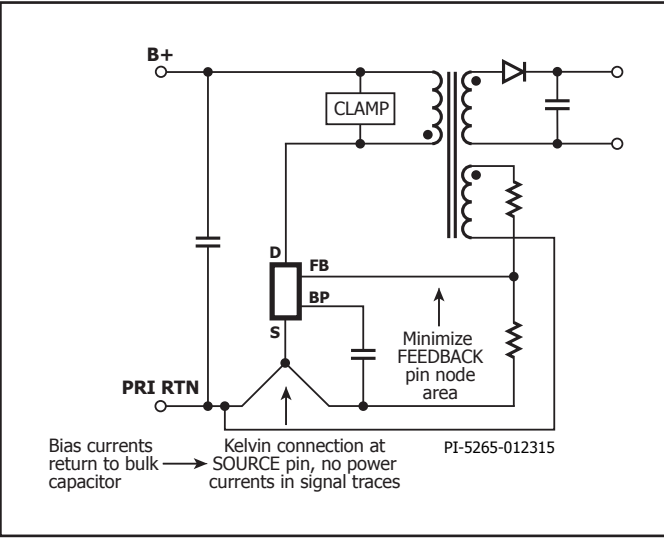 B+
CLAMP
D
FB
BP
S
Minimize
FEEDBACK
pin node
area
PRI RTN
PI-5265-012315
Bias currents
return to bulk
capacitor
Kelvin connection at
SOURCE pin, no power
currents in signal traces